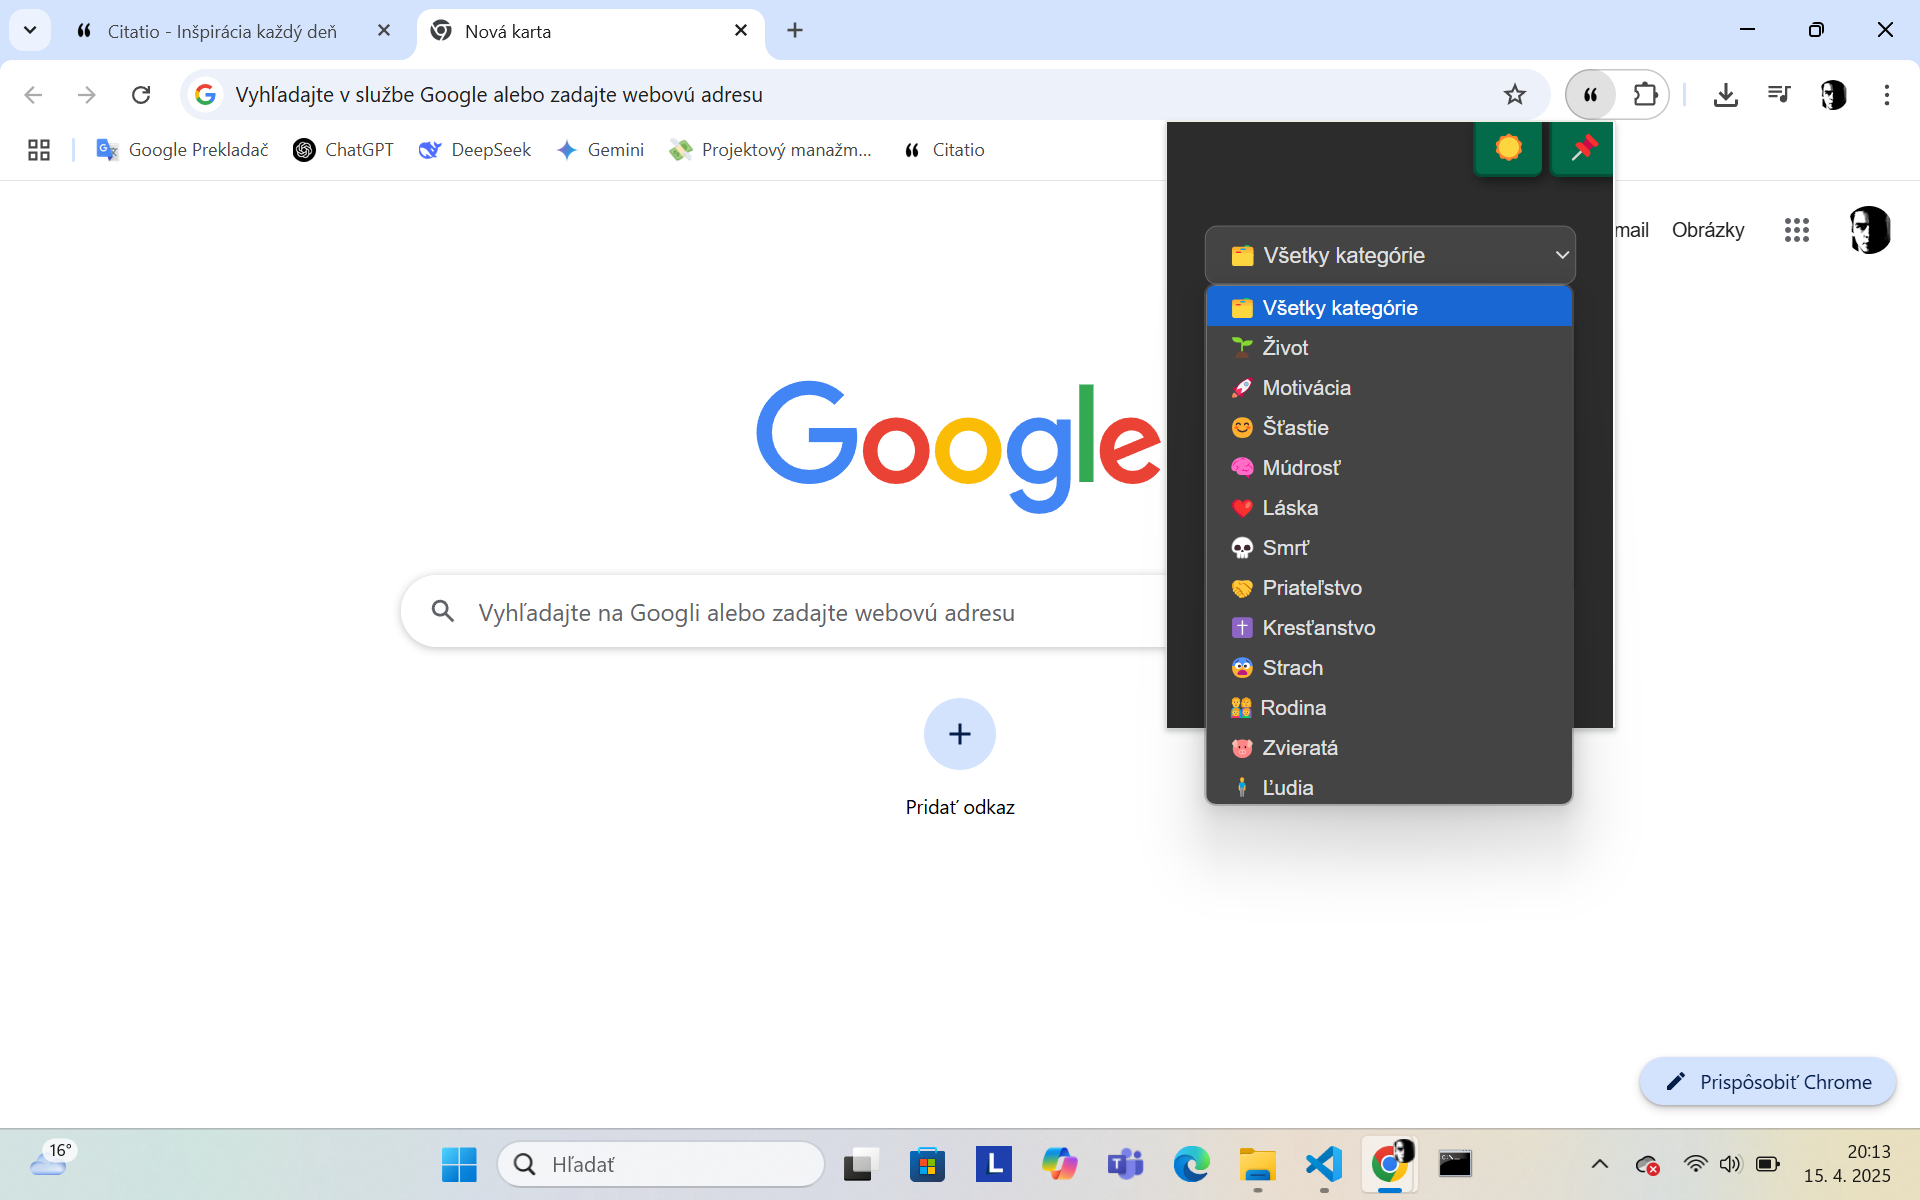 Citatio - Inšpirácia každý deň
Nová karta
Vyhľadajte v službe Google alebo zadajte webovú adresu
Google Prekladač
ChatGPT
DeepSeek
Gemini
Projektový manažm...
Citatio
mail
Obrázky
Všetky kategórie
Všetky kategórie
Život
Motivácia
Šťastie
Múdrosť
Láska
Smrť
Priateľstvo
Kresťanstvo
Strach
Rodina
Zvieratá
Ľudia
Google
Vyhľadajte na Googli alebo zadajte webovú adresu
Pridať odkaz
Prispôsobiť Chrome
16°
Hľadať
L
20:13
15. 4. 2025